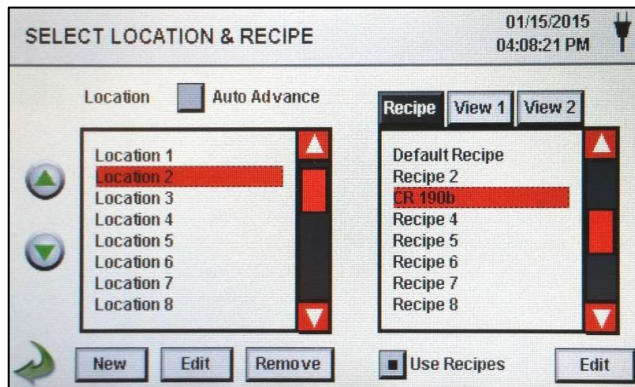 SELECT LOCATION & RECIPE
01/15/2015
04:08:21 PM
Location
Auto Advance
Recipe
View 1
View 2
Location 1
Location 2
Location 3
Location 4
Location 5
Location 6
Location 7
Location 8
Default Recipe
Recipe 2
CR 190b
Recipe 4
Recipe 5
Recipe 6
Recipe 7
Recipe 8
New
Edit
Remove
Use Recipes
Edit